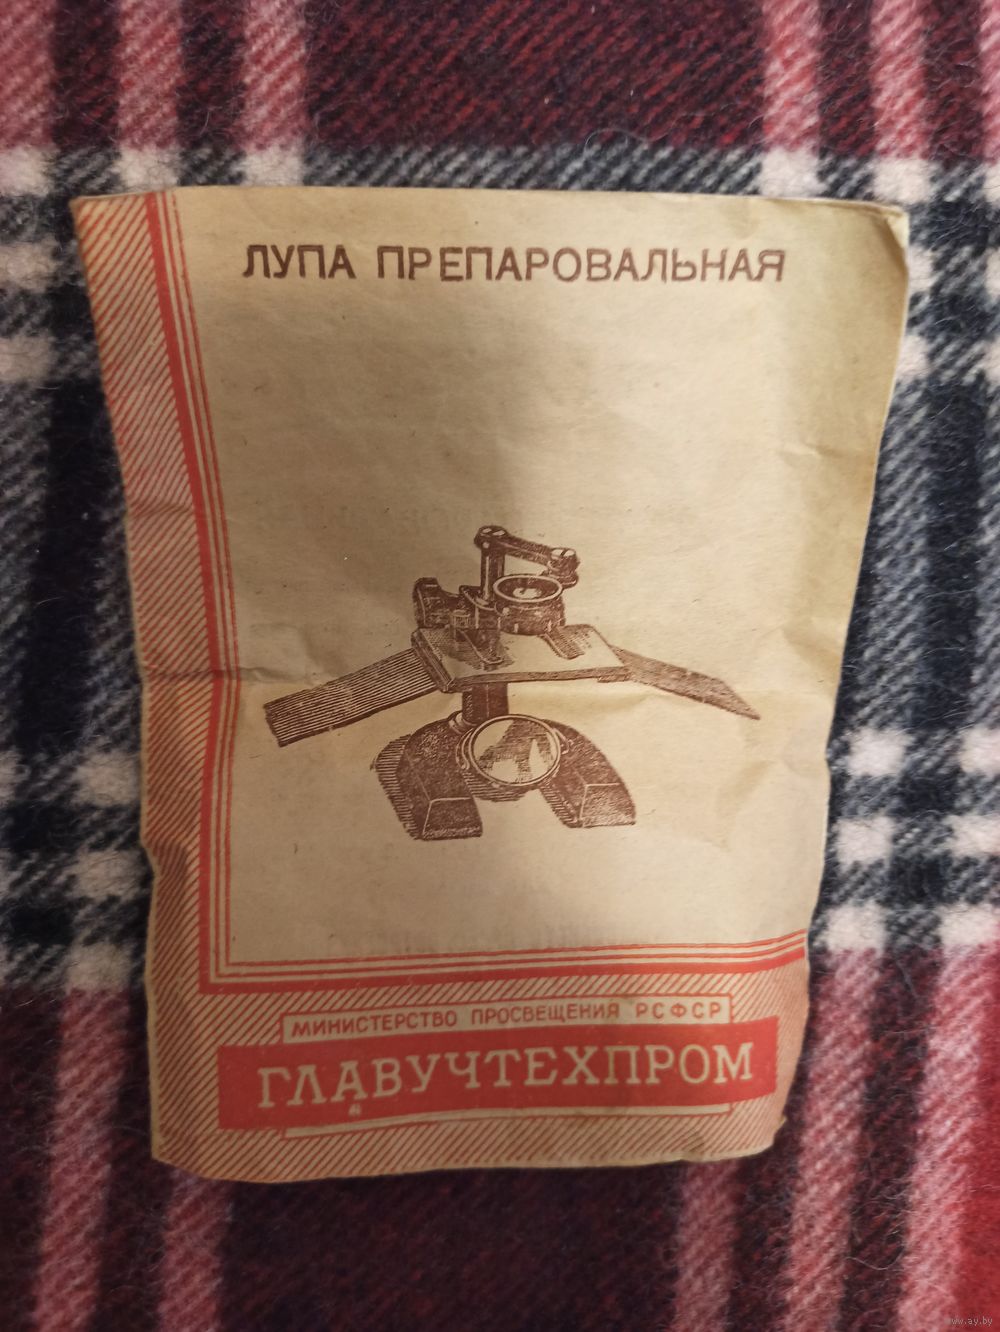 ЛУПА ПРЕПАРОВАЛЬНАЯ
МИНИСТЕРСТВО ПРОСВЕЩЕНИЯ РСФСР
ГЛАВУЧТЕХПРОМ
www.ay.by